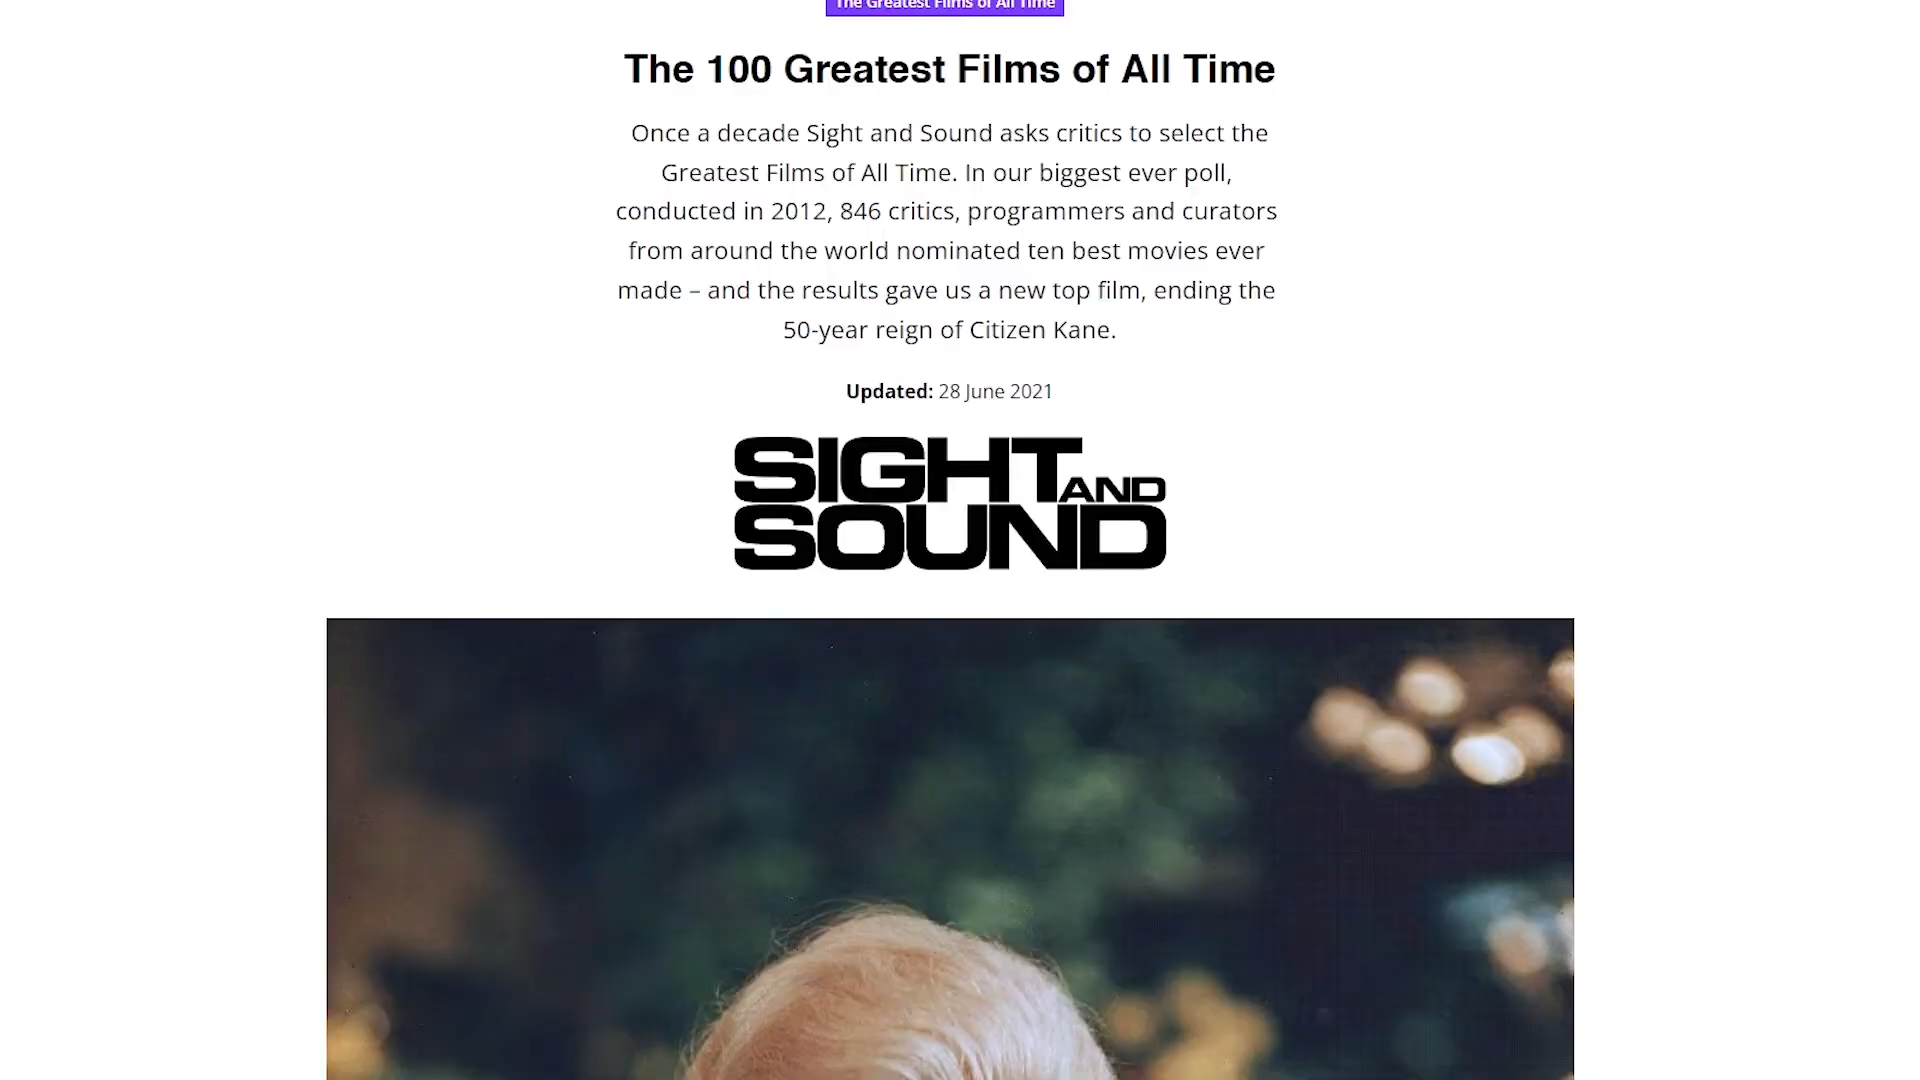 The Greatest Films of All Time
The 100 Greatest Films of All Time
Once a decade Sight and Sound asks critics to select the
Greatest Films of All Time. In our biggest ever poll,
conducted in 2012, 846 critics, programmers and curators
from around the world nominated ten best movies ever
made – and the results gave us a new top film, ending the
50-year reign of Citizen Kane.
Updated: 28 June 2021
SIGHT AND
SOUND